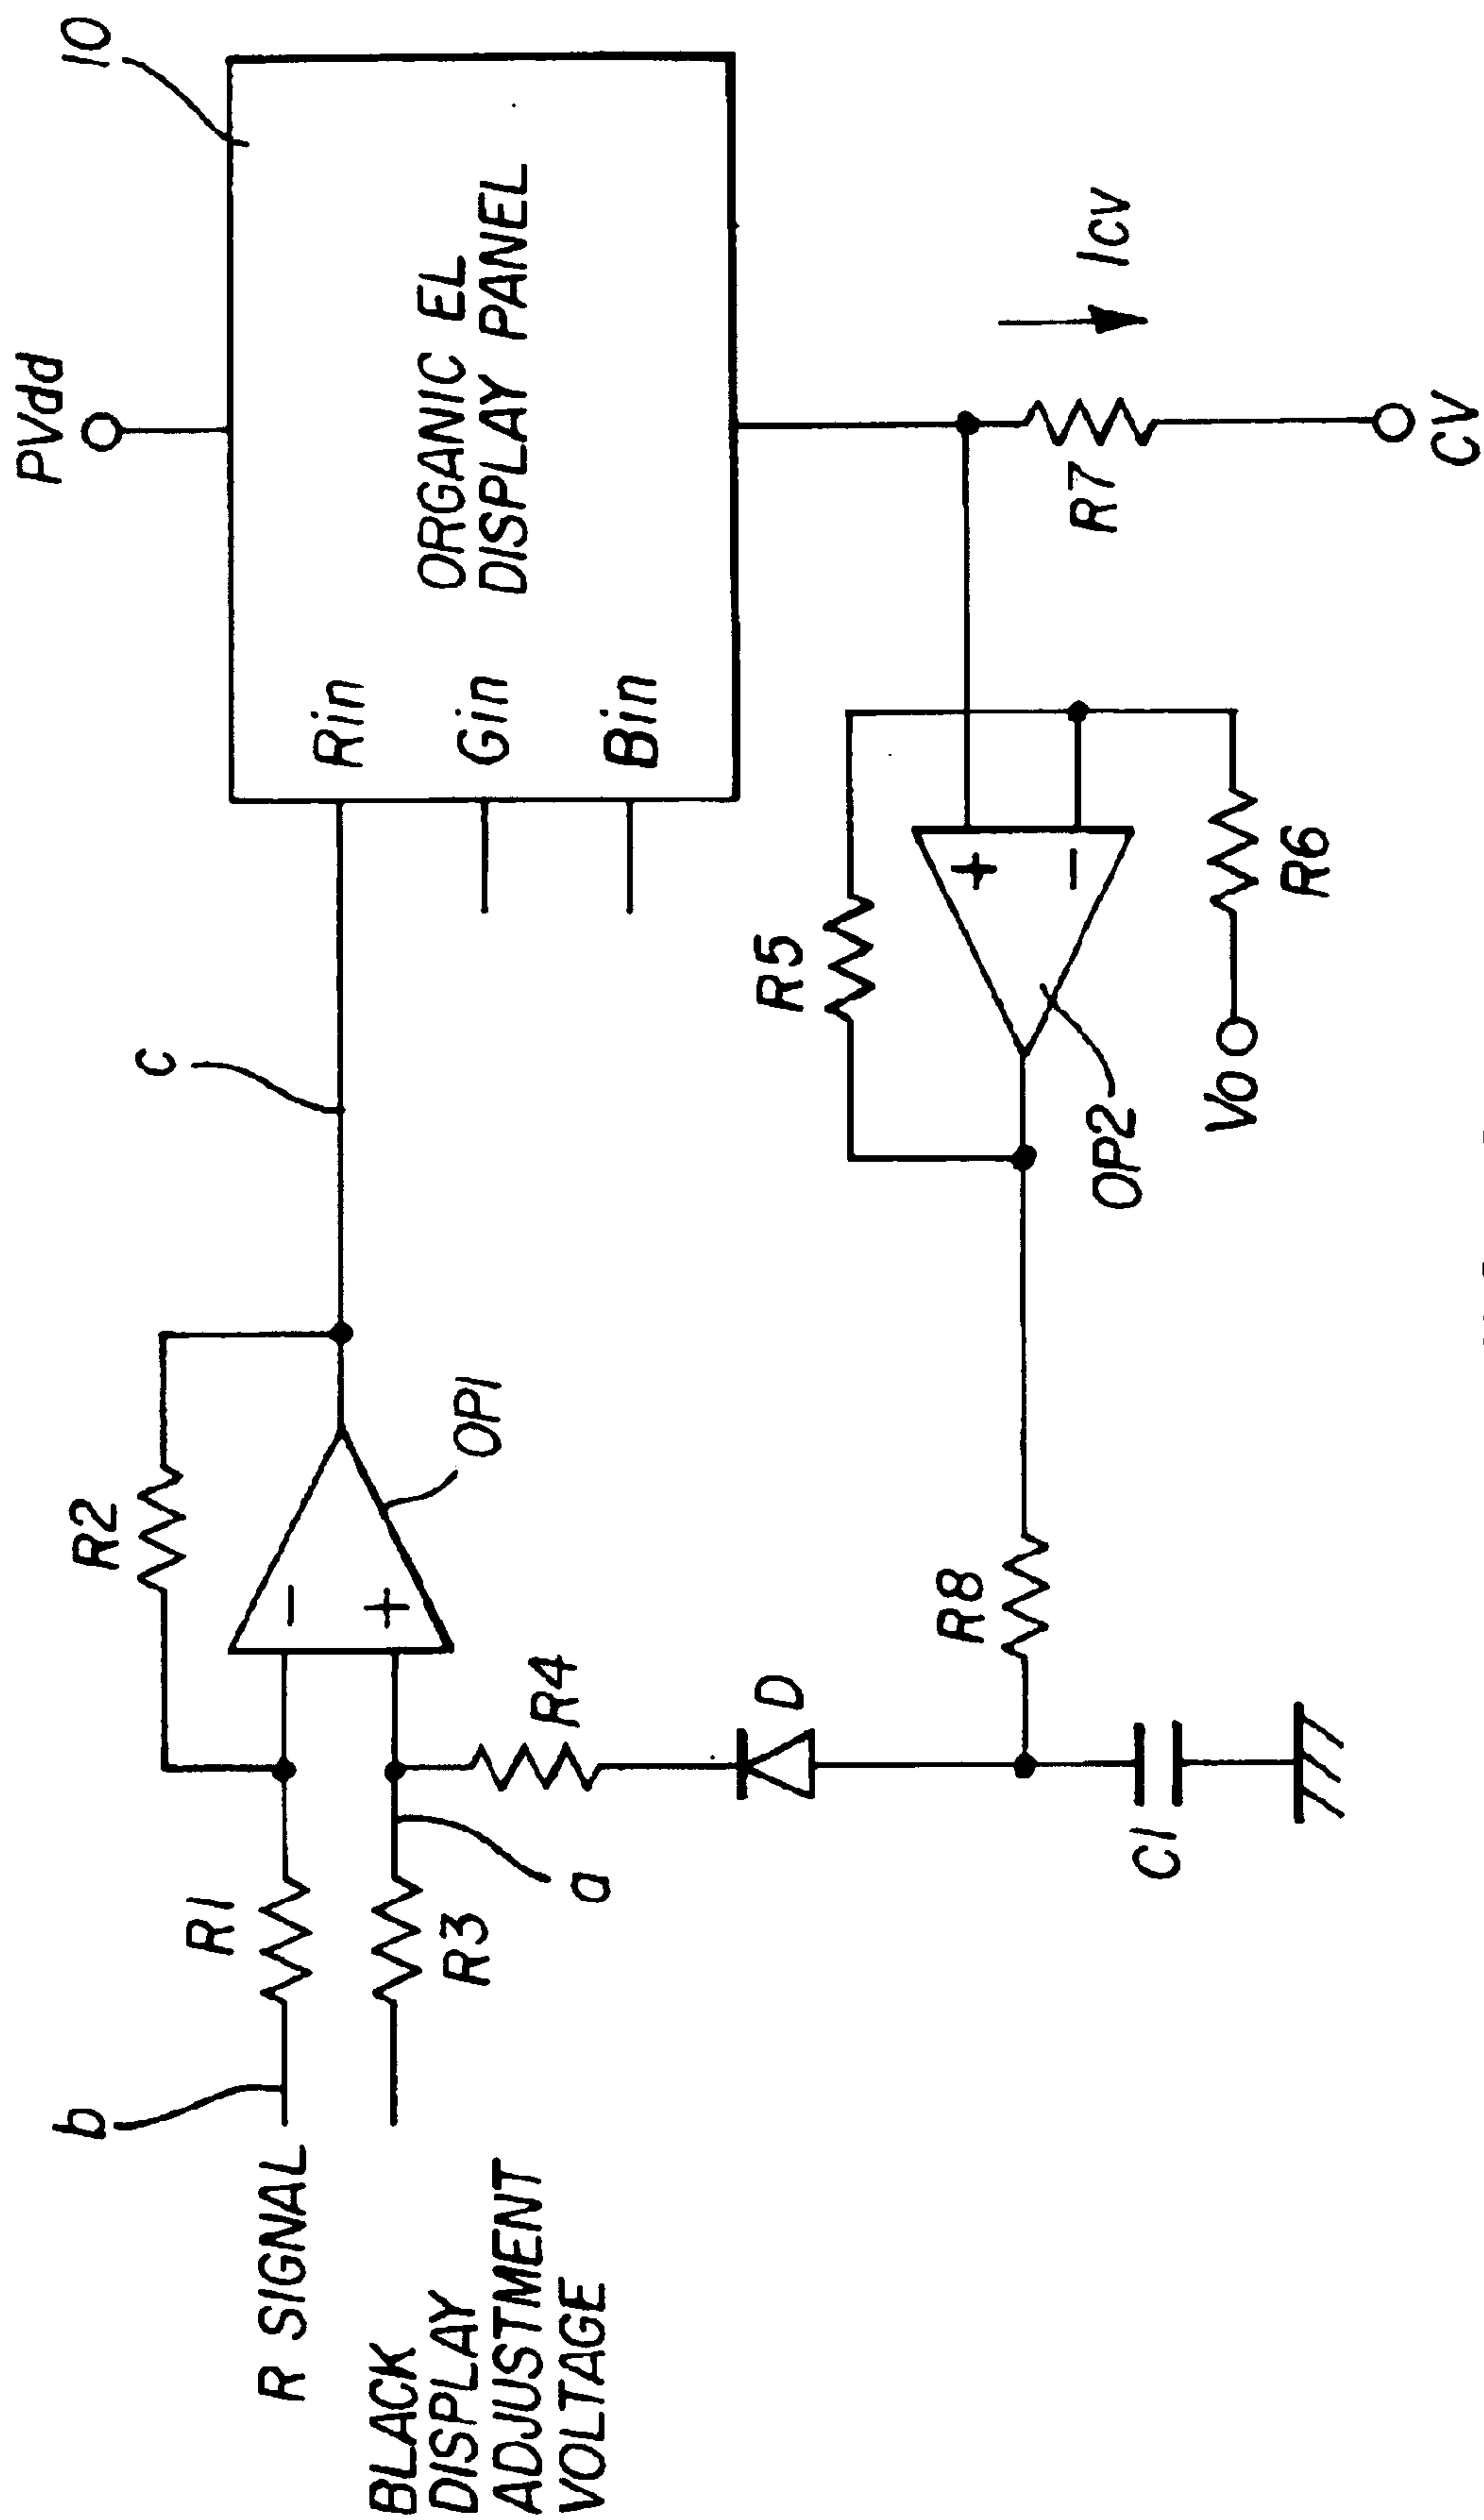 PVdd
10
R2
C
Rin
ORGANIC EL
DISPLAY PANEL
Gin
Bin
b
R1
R SIGNAL
−
+
OP1
BLACK
DISPLAY
ADJUSTMENT
VOLTAGE
R3
a
R4
D
R5
R7
Icv
+
−
R8
OP2
C1
VO
R6
CV